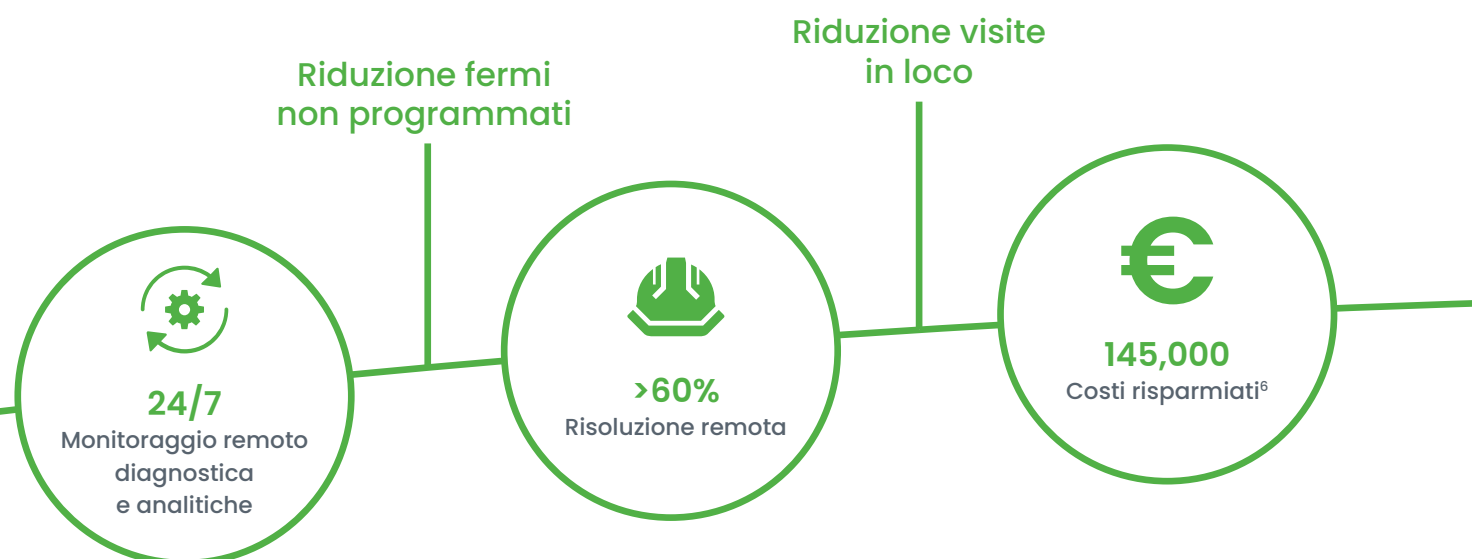 Riduzione fermi
non programmati
Riduzione visite
in loco
24/7
Monitoraggio remoto
diagnostica
e analitiche
>60%
Risoluzione remota
€
145,000
Costi risparmiati⁶